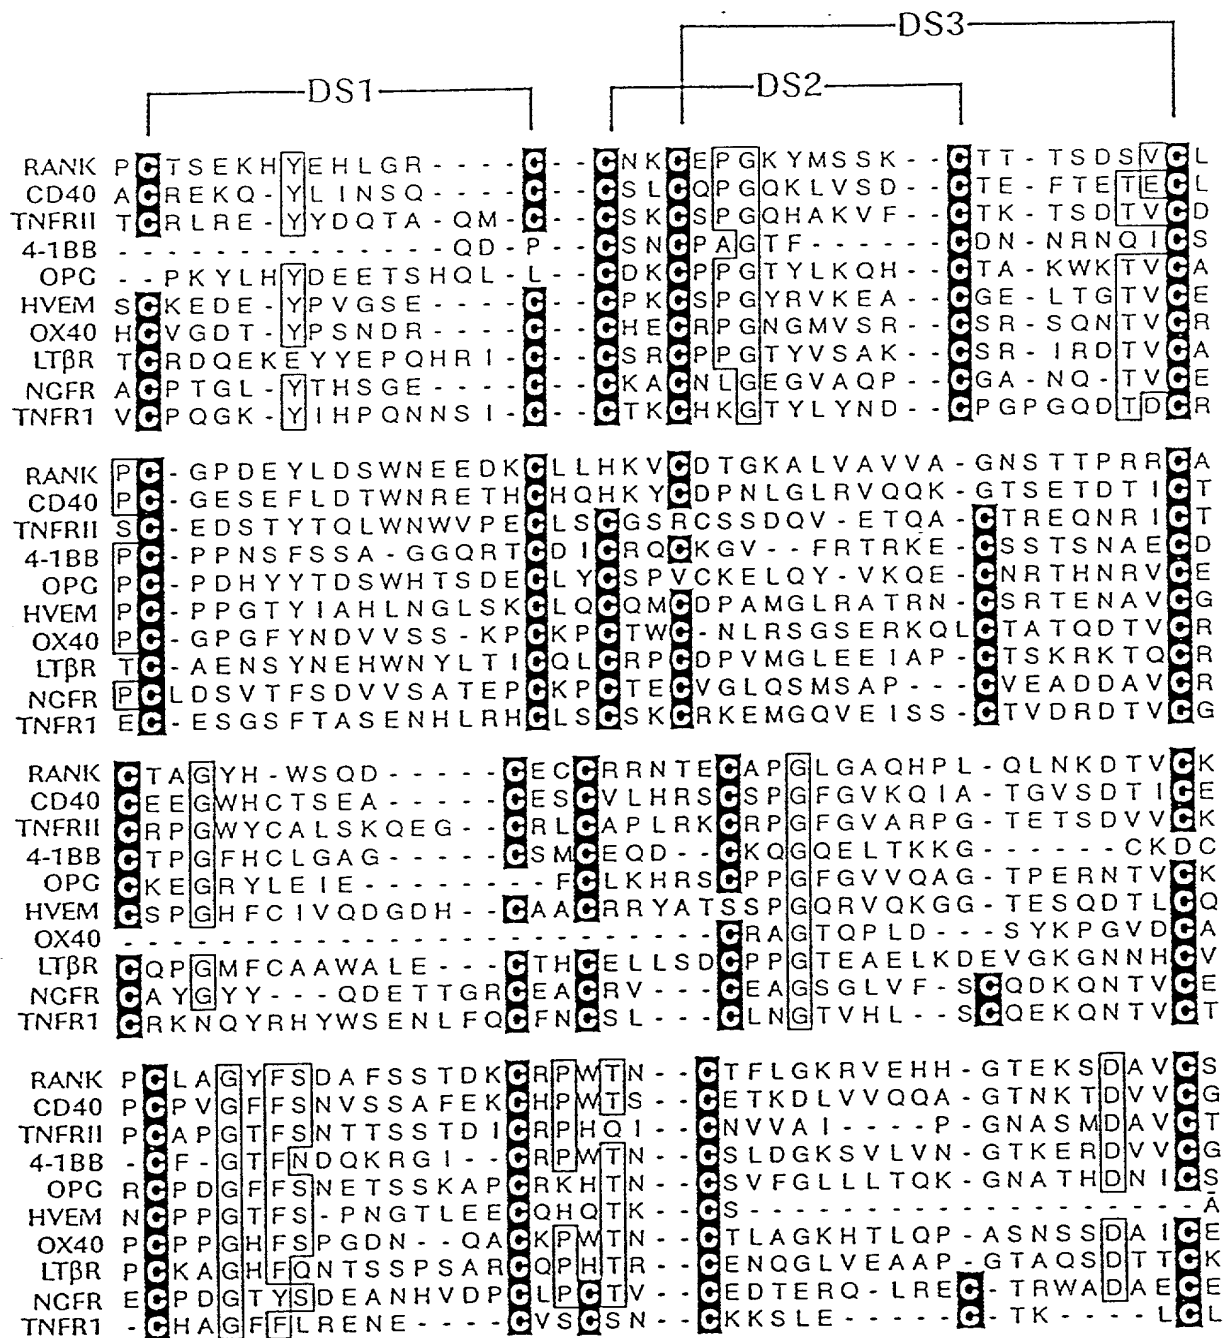 DS3
DS1 DS2
RANK PCTSEKHYEHLGR----C--CNKCEPGKYMSSK--CTT-TSDSVCL
CD40 ACREKQ-YLINSQ----C--CSLCQPGQKLVSD--CTE-FTETECL
TNFRII TCRLRE-YYDQTA-QM-C--CSKCSPGQHAKVF--CTK-TSDTVCD
4-1BB --------------QD-P--CSNCPAGTF------CDN-NRNQICS
OPG --PKYLHYDEETSHQL-L--CDKCPPGTYLKQH--CTA-KWKTVCA
HVEM SCKEDE-YPVGSE----C--CPKCSPGYRVKEA--CGE-LTGTVCE
OX40 HCVGDT-YPSNDR----C--CHECRPGNGMVSR--CSR-SQNTVCR
LTβR TCRDQEKEYYEPQHRI-C--CSRCPPGTYVSAK--CSR-IRDTVCA
NGFR ACPTGL-YTHSGE----C--CKACNLGEGVAQP--CGA-NQ-TVCE
TNFR1 VCPQGK-YIHPQNNSI-C--CTKCHKGTYLYND--CPGPGQDTDCR
RANK PC-GPDEYLDSWNEEDKCLLHKVCDTGKALVAVVA-GNSTTPRRCA
CD40 PC-GESEFLDTWNRETHCHQHKYCDPNLGLRVQQK-GTSETDTICT
TNFRII SC-EDSTYTQLWNWVPECLSCGSRCSSDQV-ETQA-CTREQNRICT
4-1BB PC-PPNSFSSA-GGQRTCDICRQCKGV--FRTRKE-CSSTSNAECD
OPG PC-PDHYYTDSWHTSDECLYCSPVCKELQY-VKQE-CNRTHNRVCE
HVEM PC-PPGTYIAHLNGLSKCLQCQMCDPAMGLRATRN-CSRTENAVCG
OX40 PC-GPGFYNDVVSS-KPCKPCTWC-NLRSGSERKQLCTATQDTVCR
LTβR TC-AENSYNEHWNYLTICQLCRPCDPVMGLEEIAP-CTSKRKTQCR
NGFR PCLDSVTFSDVVSATEPCKPCTECVGLQSMSAP---CVEADDAVCR
TNFR1 EC-ESGSFTASENHLRHCLSCSKCRKEMGQVEISS-CTVDRDTVCG
RANK CTAGYH-WSQD-----CECCRRNTECAPGLGAQHPL-QLNKDTVCK
CD40 CEEGWHCTSEA-----CESCVLHRSCSPGFGVKQIA-TGVSDTICE
TNFRII CRPGWYCALSKQEG--CRLCAPLRKCRPGFGVARPG-TETSDVVCK
4-1BB CTPGFHCLGAG-----CSMCEQD--CKQGQELTKKG------CKDC
OPG CKEGRYLEIE--------FCLKHRSCPPGFGVVQAG-TPERNTVCK
HVEM CSPGHFCIVQDGDH--CAACRRYATSSPGQRVQKGG-TESQDTLCQ
OX40 -----------------------CRAGTQPLD---SYKPGVDCA
LTβR CQPGMFCAAWALE---CTHCELLSDCPPGTEAELKDEVGKGNNHCV
NGFR CAYGYY---QDETTGRCEACRV---CEAGSGLVF-SCQDKQNTVCE
TNFR1 CRKNQYRHYWSENLFQCFNCSL---CLNGTVHL--SCQEKQNTVCT
RANK PCLAGYFSDAFSSTDKCRPWTN--CTFLGKRVEHH-GTEKSDAVCS
CD40 PCPVGFFSNVSSAFEKCHPWTS--CETKDLVVQQA-GTNKTDVVCG
TNFRII PCAPGTFSNTTSSTDICRPHQI--CNVVAI----P-GNASMDAVCT
4-1BB -CF-GTFNDQKRGI--CRPWTN--CSLDGKSVLVN-GTKERDVVCG
OPG RCPDGFFSNETSSKAPCRKHTN--CSVFGLLLTQK-GNATHDNICS
HVEM NCPPGTFS-PNGTLEECQHQTK--CS-------------------A
OX40 PCPPGHFSPGDN--QACKPWTN--CTLAGKHTLQP-ASNSSDAICE
LTβR PCKAGHFQNTSSPSARCQPHTR--CENQGLVEAAP-GTAQSDTTCK
NGFR ECPDGTYSDEANHVDPCLPCTV--CEDTERQ-LREC-TRWADAECE
TNFR1 -CHAGFFLRENE----CVSCSN--CKKSLE-----C-TK---LCL